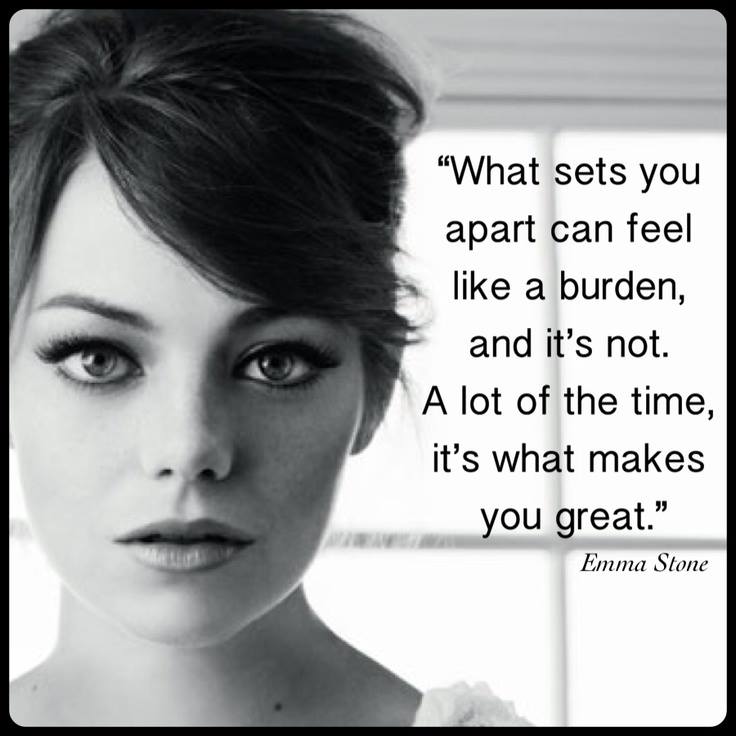 “What sets you
apart can feel
like a burden,
and it’s not.
A lot of the time,
it’s what makes
you great.”
Emma Stone